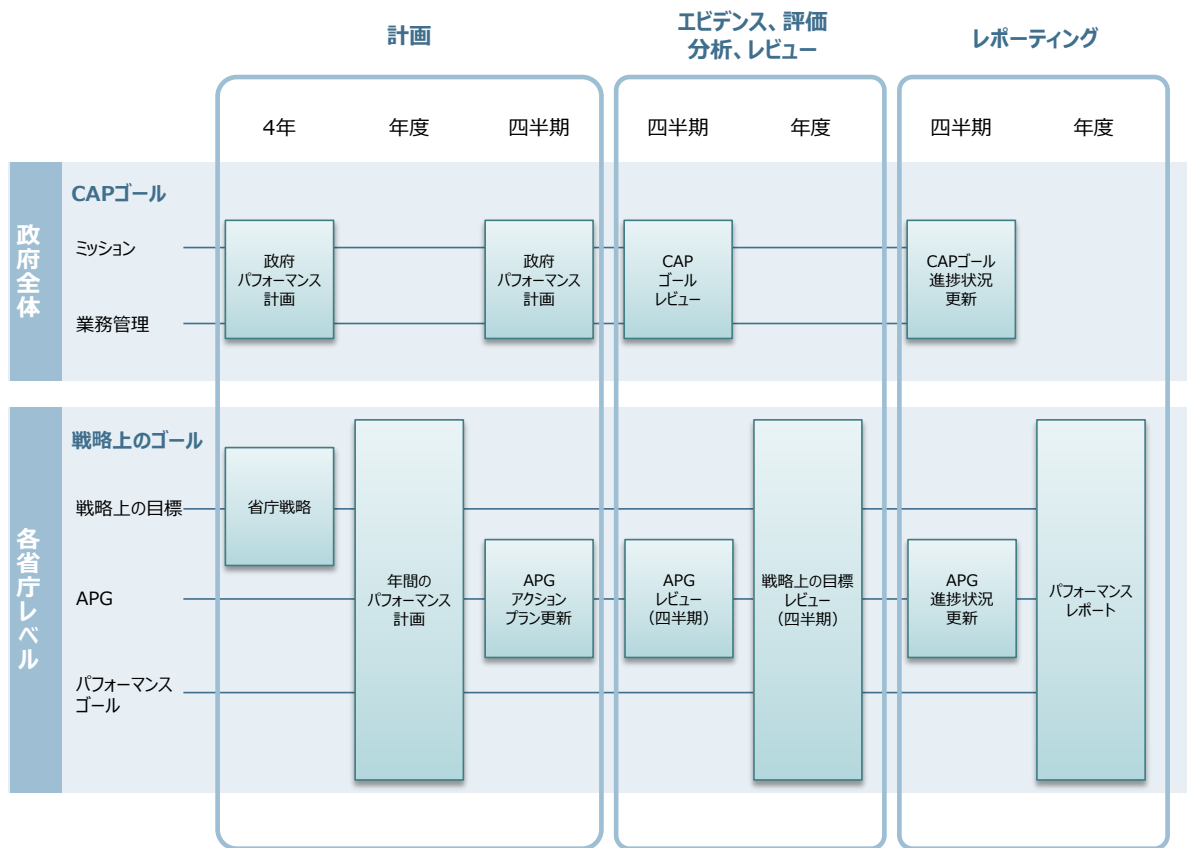 計画
エビデンス、評価
分析、レビュー
レポーティング
4年
年度
四半期
四半期
年度
四半期
年度
政府全体
CAPゴール
ミッション
業務管理
政府
パフォーマンス
計画
政府
パフォーマンス
計画
CAP
ゴール
レビュー
CAPゴール
進捗状況
更新
各省庁レベル
戦略上のゴール
戦略上の目標
APG
パフォーマンス
ゴール
省庁戦略
年間の
パフォーマンス
計画
APG
アクション
プラン更新
APG
レビュー
(四半期)
戦略上の目標
レビュー
(四半期)
APG
進捗状況
更新
パフォーマンス
レポート